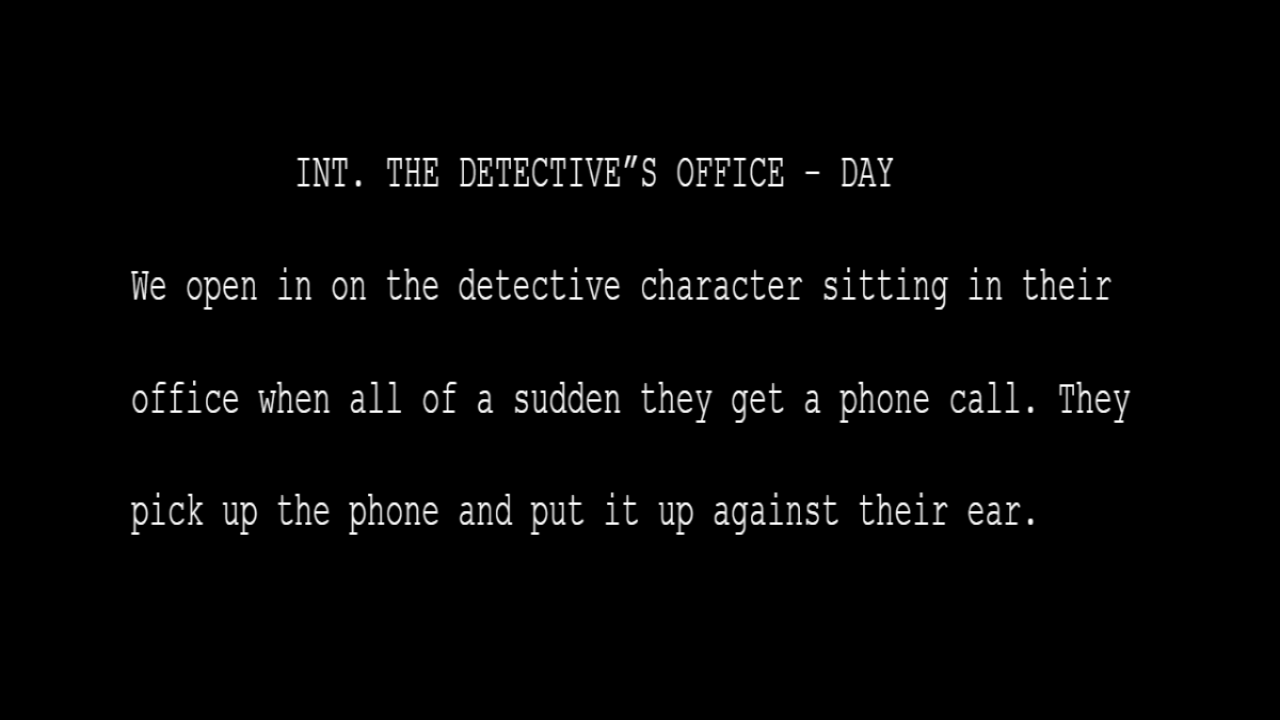 INT. THE DETECTIVE”S OFFICE - DAY
We open in on the detective character sitting in their
office when all of a sudden they get a phone call. They
pick up the phone and put it up against their ear.